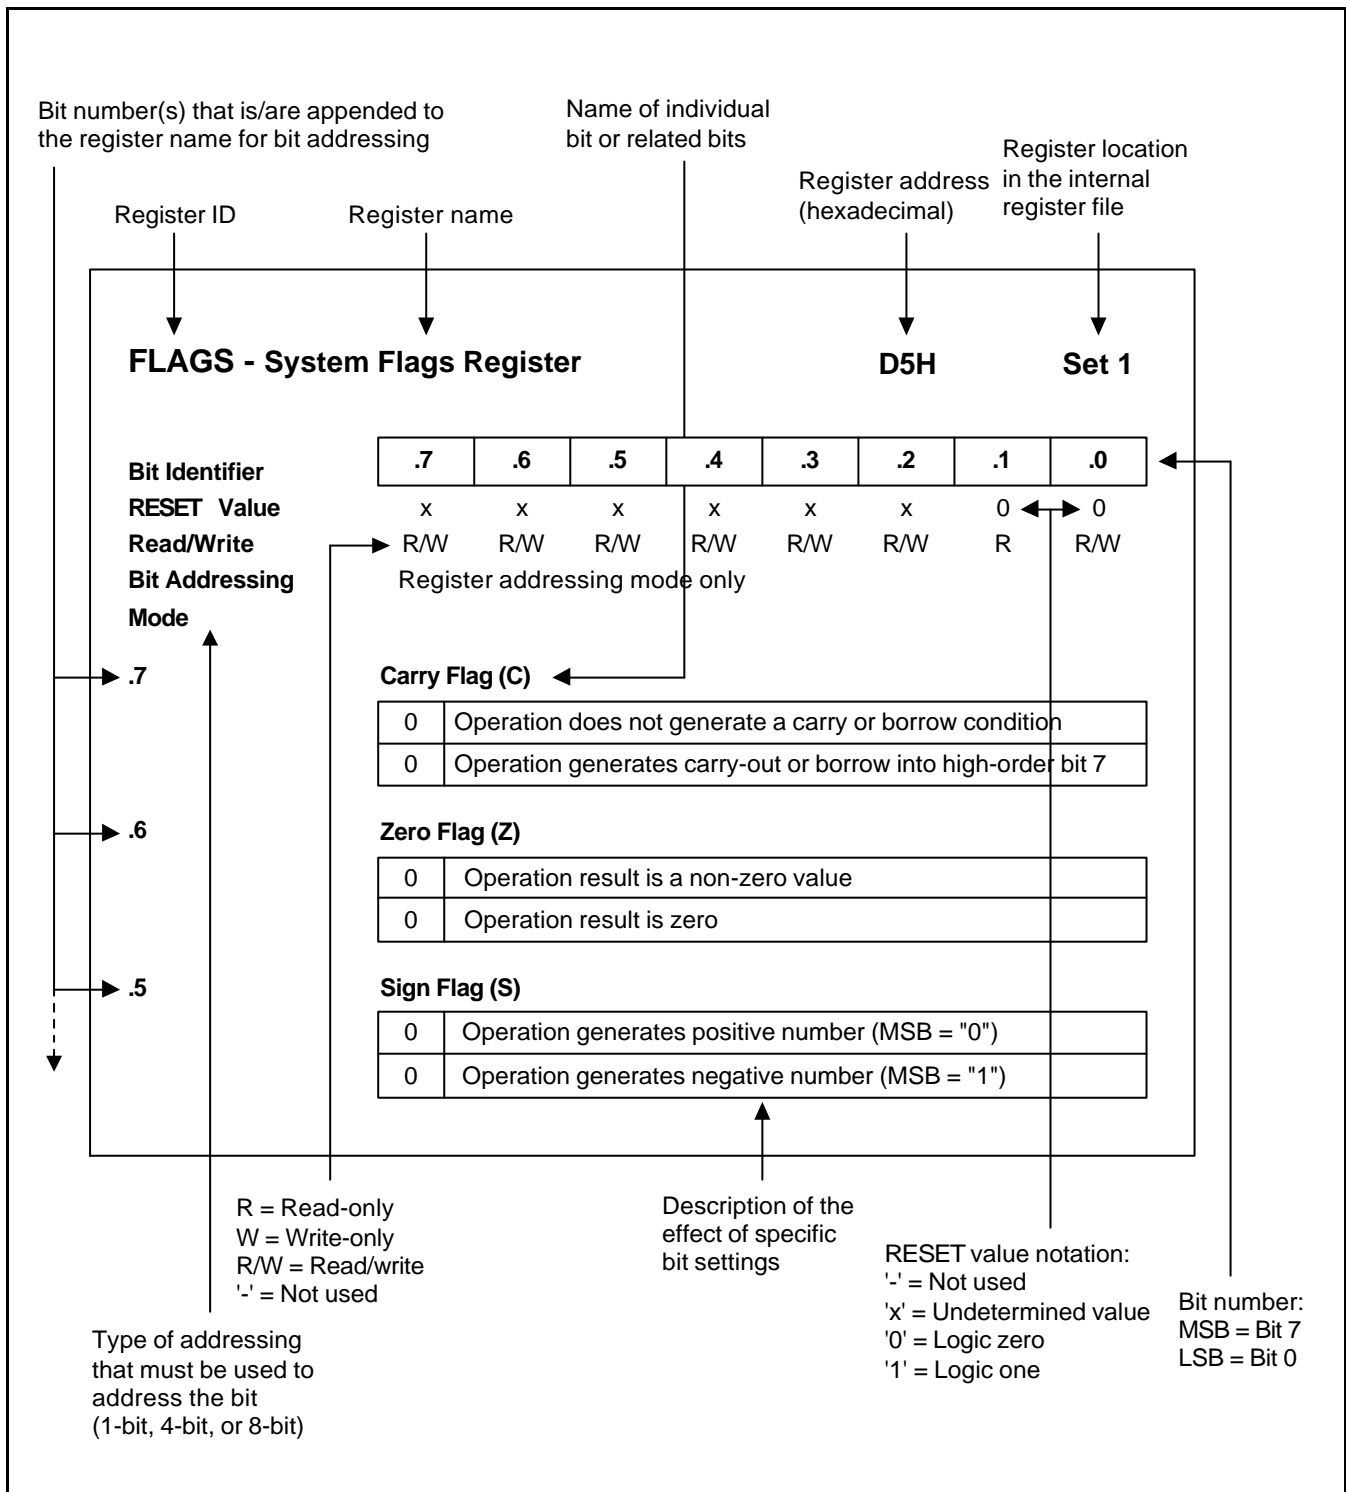 Bit number(s) that is/are appended to
the register name for bit addressing
Name of individual
bit or related bits
Register location
in the internal
register file
Register address
(hexadecimal)
Register ID
Register name
FLAGS - System Flags Register
D5H
Set 1
Bit Identifier
.7 .6 .5 .4 .3 .2 .1 .0
RESET Value
x x x x x x 0 0
Read/Write
R/W R/W R/W R/W R/W R/W R R/W
Bit Addressing
Mode
Register addressing mode only
.7
Carry Flag (C)
0 Operation does not generate a carry or borrow condition
0 Operation generates carry-out or borrow into high-order bit 7
.6
Zero Flag (Z)
0 Operation result is a non-zero value
0 Operation result is zero
.5
Sign Flag (S)
0 Operation generates positive number (MSB = "0")
0 Operation generates negative number (MSB = "1")
R = Read-only
W = Write-only
R/W = Read/write
'-' = Not used
Description of the
effect of specific
bit settings
RESET value notation:
'-' = Not used
'x' = Undetermined value
'0' = Logic zero
'1' = Logic one
Bit number:
MSB = Bit 7
LSB = Bit 0
Type of addressing
that must be used to
address the bit
(1-bit, 4-bit, or 8-bit)